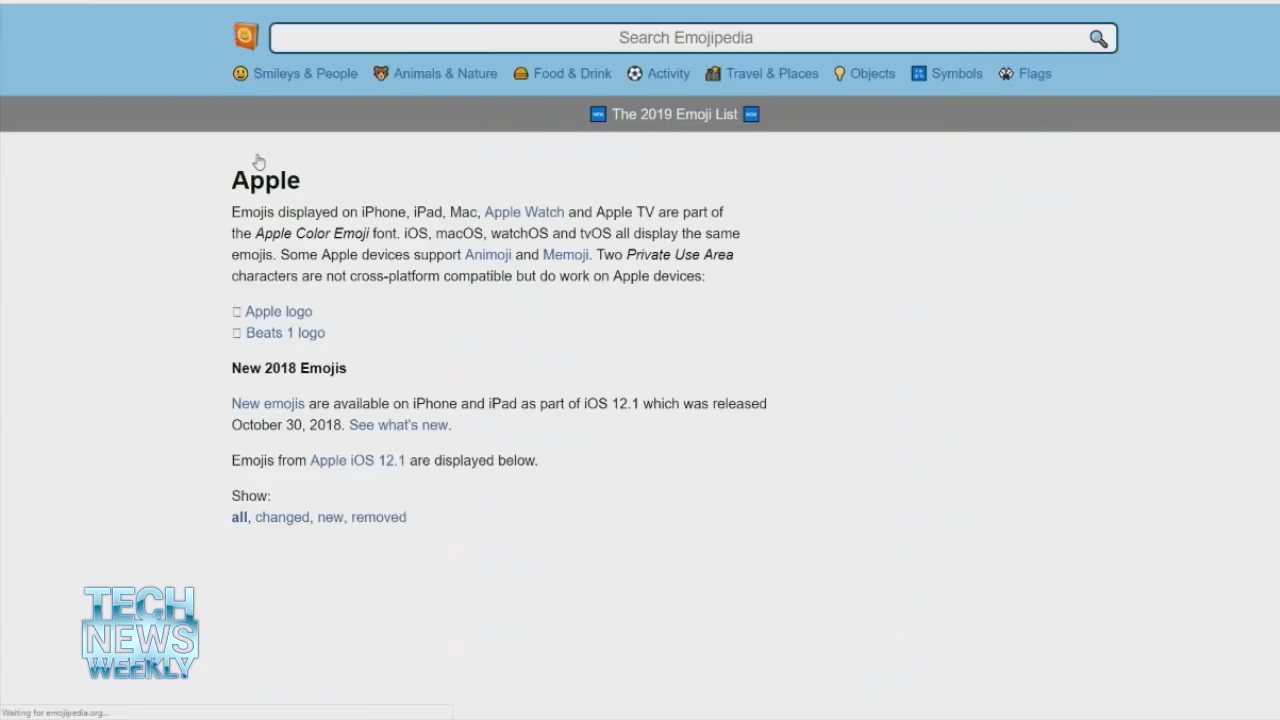 Search Emojipedia
Smileys & People Animals & Nature Food & Drink Activity Travel & Places Objects Symbols Flags
The 2019 Emoji List
Apple
Emojis displayed on iPhone, iPad, Mac, Apple Watch and Apple TV are part of
the Apple Color Emoji font. iOS, macOS, watchOS and tvOS all display the same
emojis. Some Apple devices support Animoji and Memoji. Two Private Use Area
characters are not cross-platform compatible but do work on Apple devices:
Apple logo
Beats 1 logo
New 2018 Emojis
New emojis are available on iPhone and iPad as part of iOS 12.1 which was released
October 30, 2018. See what's new.
Emojis from Apple iOS 12.1 are displayed below.
Show:
all, changed, new, removed
TECH
NEWS
WEEKLY
Waiting for emojipedia.org...